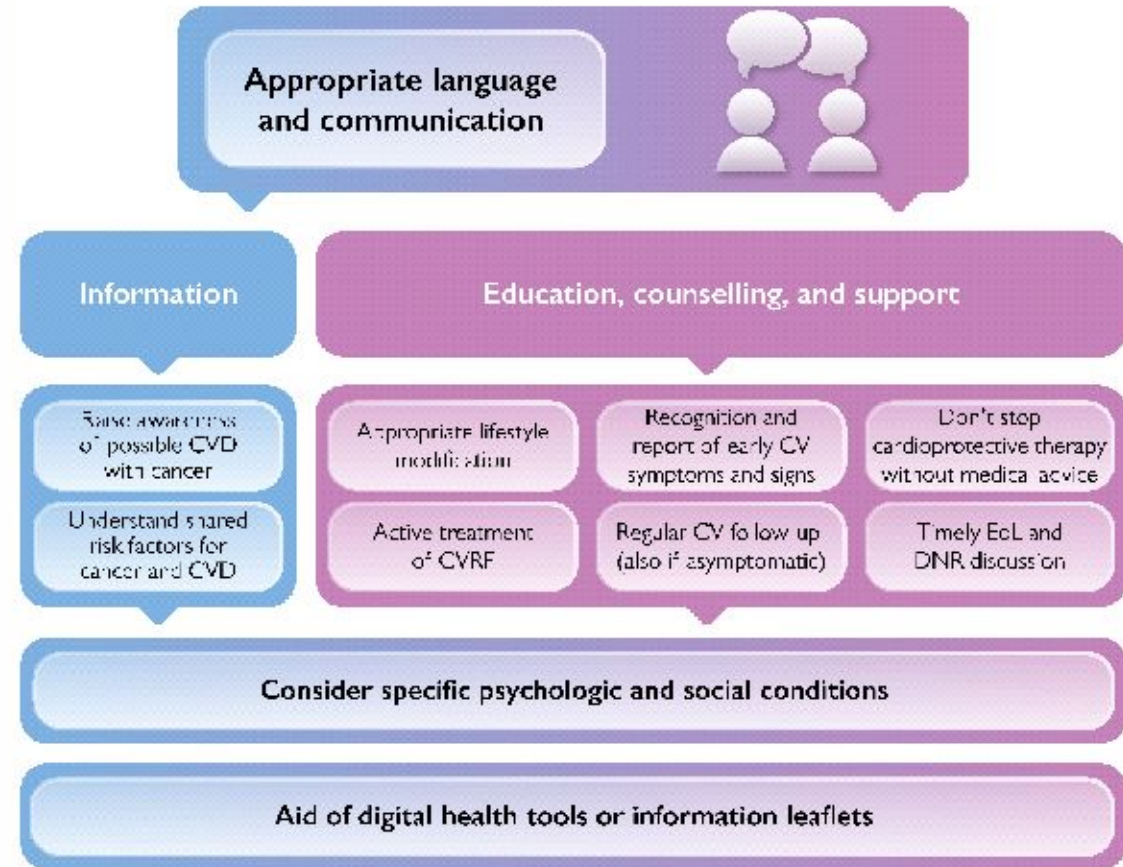 Appropriate language
and communication
Information
Education, counselling, and support
Raise awareness
of possible CVD
with cancer
Understand shared
risk factors for
cancer and CVD
Appropriate lifestyle
modification
Recognition and
report of early CV
symptoms and signs
Don't stop
cardioprotective therapy
without medical advice
Active treatment
of CVRF
Regular CV follow-up
(also if asymptomatic)
Timely EoL and
DNR discussion
Consider specific psychologic and social conditions
Aid of digital health tools or information leaflets